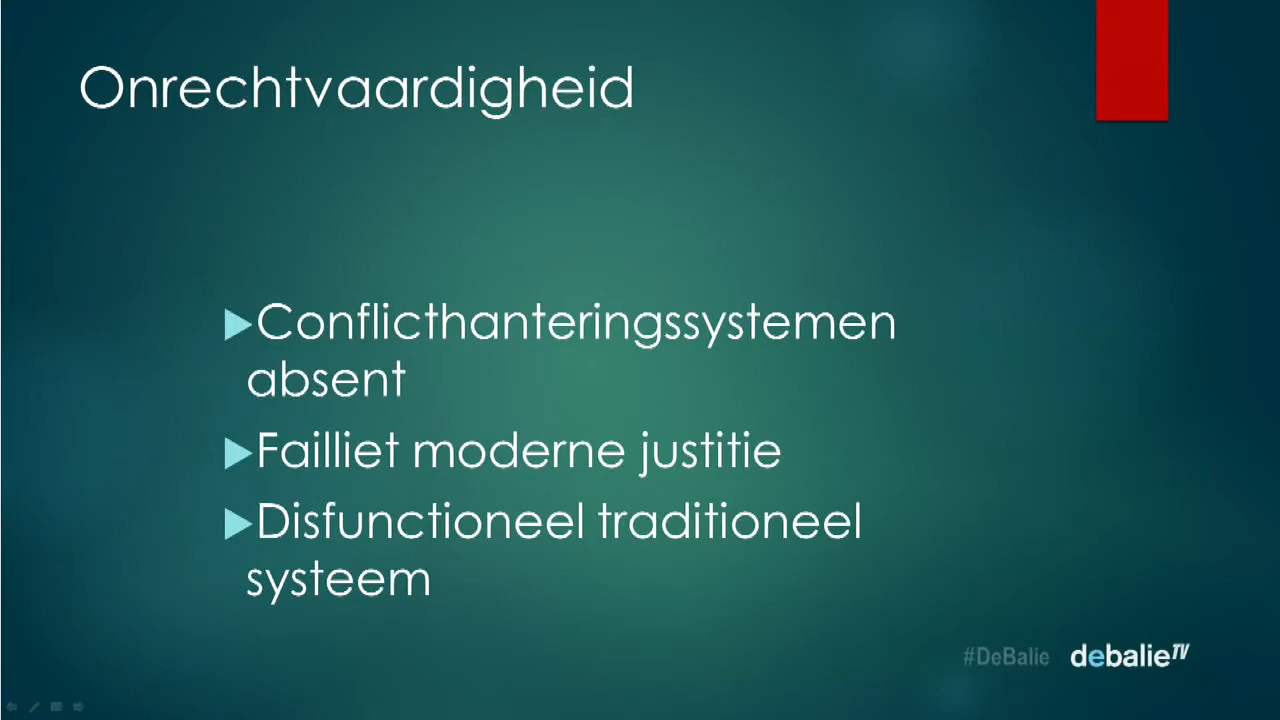 Onrechtvaardigheid
Conflicthanteringssystemen
absent
Failliet moderne justitie
Disfunctioneel traditioneel
systeem
#DeBalie debalieTV